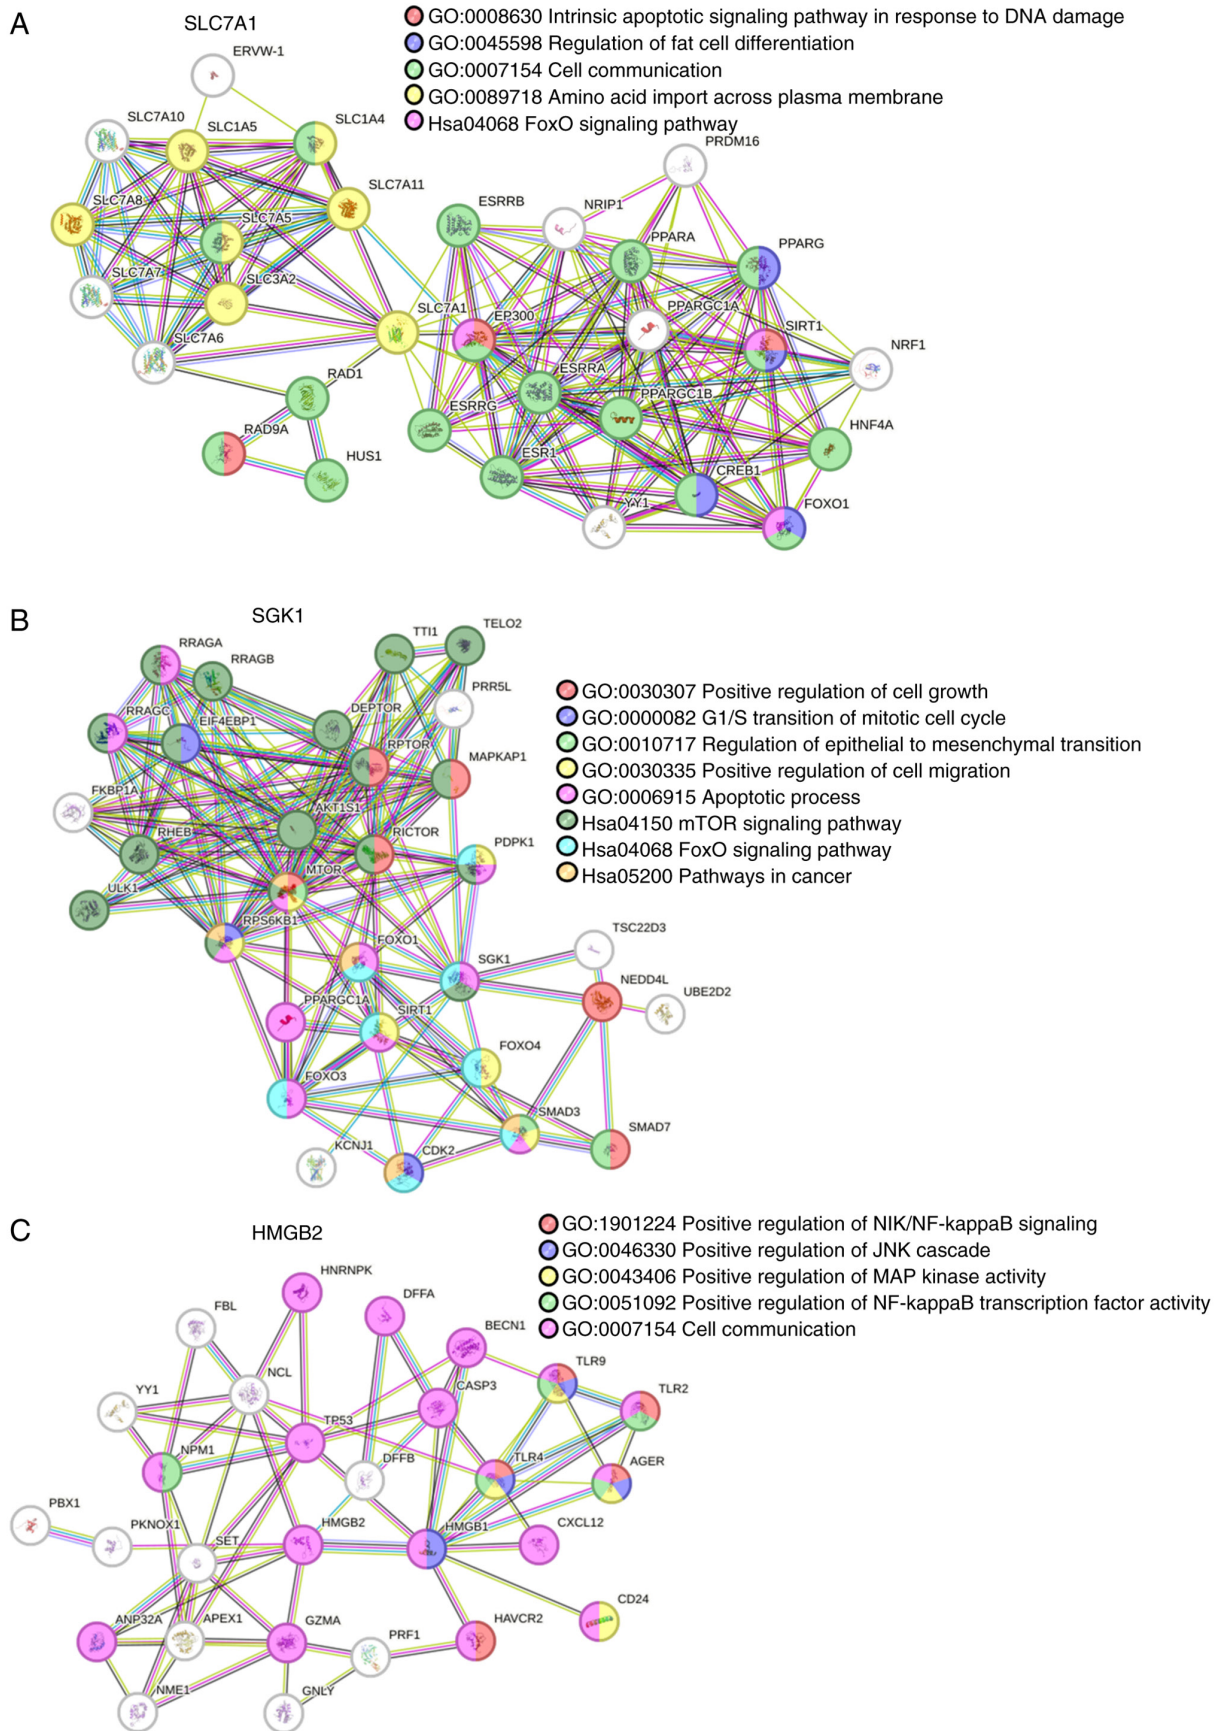 A
SLC7A1
GO:0008630 Intrinsic apoptotic signaling pathway in response to DNA damage
GO:0045598 Regulation of fat cell differentiation
GO:0007154 Cell communication
GO:0089718 Amino acid import across plasma membrane
Hsa04068 FoxO signaling pathway
ERVW-1
SLC7A10
SLC1A5
SLC1A4
PRDM16
SLC7A8
SLC7A5
SLC7A11
ESRRB
NRIP1
PPARA
PPARG
SLC7A7
SLC3A2
SLC7A1
EP300
PPARGC1A
SIRT1
NRF1
SLC7A6
RAD1
ESRRA
ESRRG
PPARGC1B
HNF4A
RAD9A
HUS1
ESR1
CREB1
YY1
FOXO1
B
SGK1
RRAGA
RRAGB
TTI1
TELO2
PRR5L
GO:0030307 Positive regulation of cell growth
GO:0000082 G1/S transition of mitotic cell cycle
GO:0010717 Regulation of epithelial to mesenchymal transition
GO:0030335 Positive regulation of cell migration
GO:0006915 Apoptotic process
Hsa04150 mTOR signaling pathway
Hsa04068 FoxO signaling pathway
Hsa05200 Pathways in cancer
RRAGC
EIF4EBP1
DEPTOR
RPTOR
MAPKAP1
FKBP1A
AKT1S1
RHEB
RICTOR
PDPK1
MTOR
ULK1
RPS6KB1
FOXO1
SGK1
TSC22D3
NEDD4L
UBE2D2
PPARGC1A
SIRT1
FOXO4
FOXO3
SMAD3
SMAD7
KCNJ1
CDK2
C
HMGB2
GO:1901224 Positive regulation of NIK/NF-kappaB signaling
GO:0046330 Positive regulation of JNK cascade
GO:0043406 Positive regulation of MAP kinase activity
GO:0051092 Positive regulation of NF-kappaB transcription factor activity
GO:0007154 Cell communication
HNRNPK
FBL
DFFA
BECN1
TLR9
NCL
CASP3
TLR2
YY1
TP53
NPM1
DFFB
TLR4
AGER
PBX1
PKNOX1
SET
HMGB2
HMGB1
CXCL12
ANP32A
APEX1
GZMA
PRF1
HAVCR2
CD24
NME1
GNLY